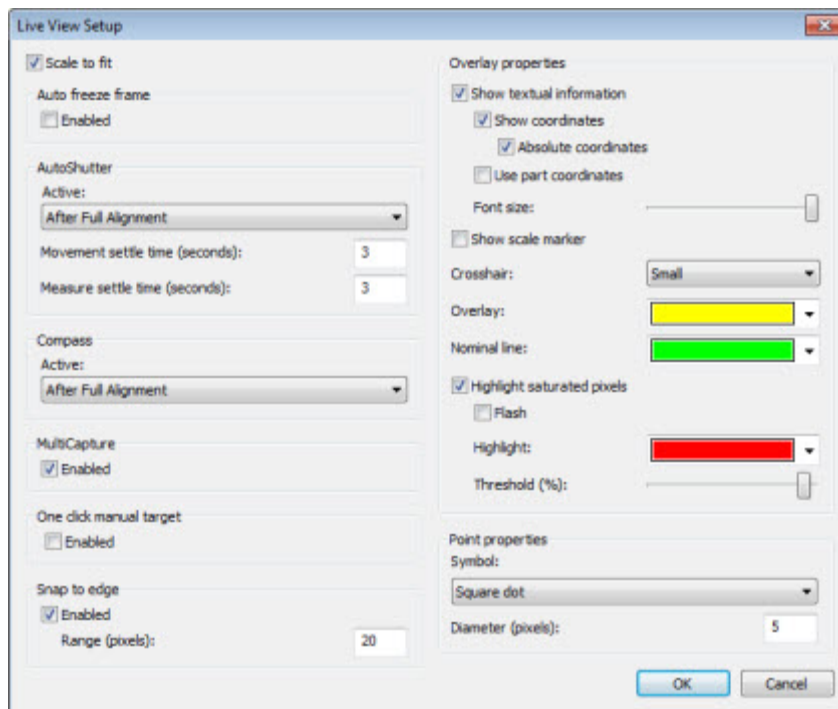 Live View Setup
Scale to fit
Auto freeze frame
Enabled
AutoShutter
Active:
After Full Alignment
Movement settle time (seconds): 3
Measure settle time (seconds): 3
Compass
Active:
After Full Alignment
MultiCapture
Enabled
One click manual target
Enabled
Snap to edge
Enabled
Range (pixels): 20
Overlay properties
Show textual information
Show coordinates
Absolute coordinates
Use part coordinates
Font size:
Show scale marker
Crosshair: Small
Overlay:
Nominal line:
Highlight saturated pixels
Flash
Highlight:
Threshold (%):
Point properties
Symbol:
Square dot
Diameter (pixels): 5
OK Cancel